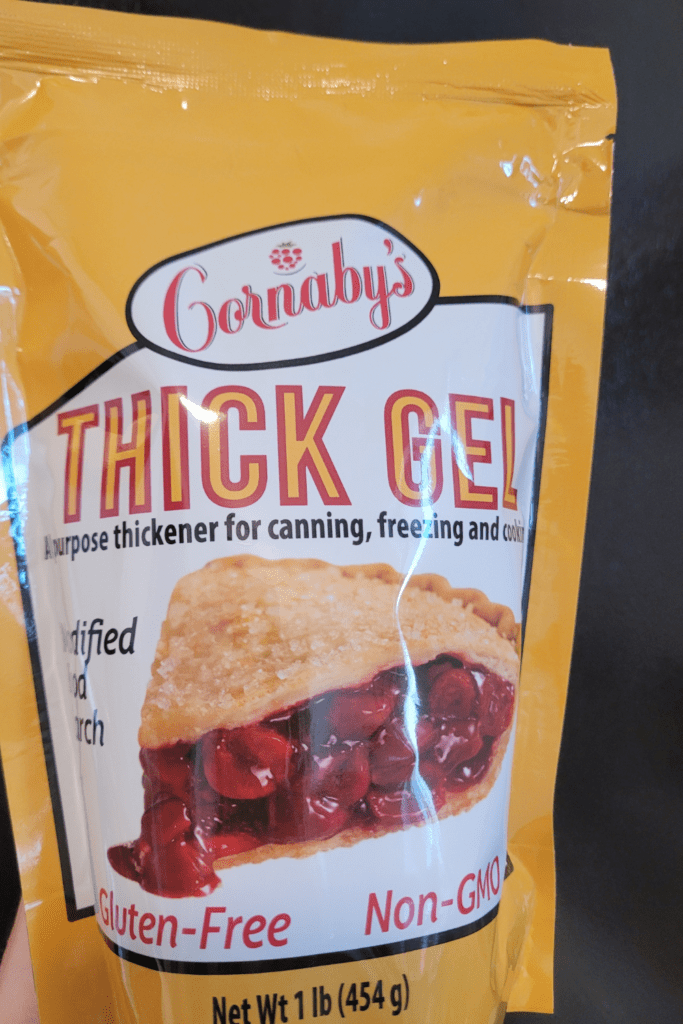 Cornaby's
THICK GEL
purpose thickener for canning, freezing and
Gluten-Free Non-GMO
Net Wt 1 lb (454 g)